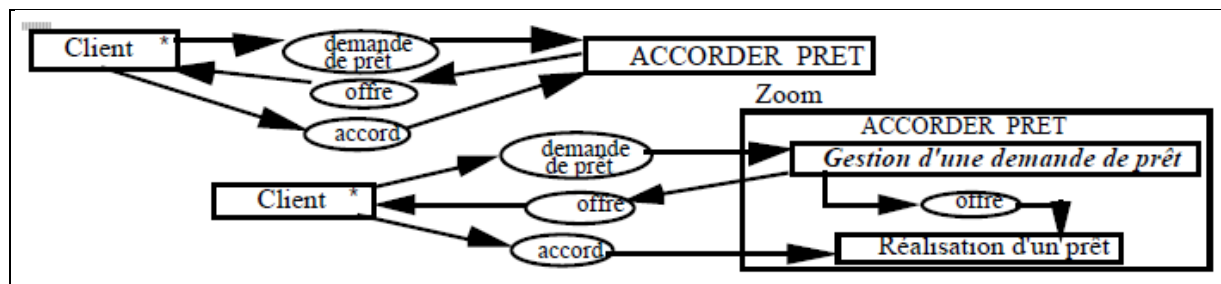 Client *
demande
de prêt
ACCORDER PRET
offre
accord
Zoom
ACCORDER PRET
demande
de prêt
Gestion d'une demande de prêt
Client *
offre
offre
accord
Réalisation d'un prêt